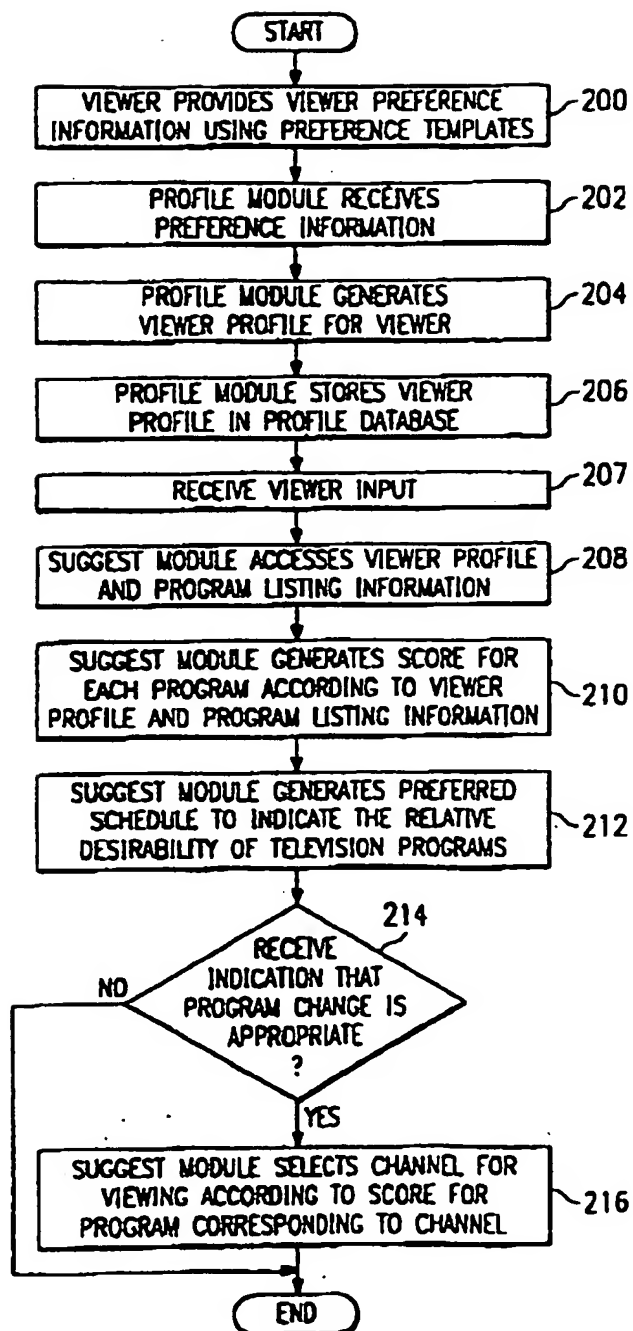 START
VIEWER PROVIDES VIEWER PREFERENCE
INFORMATION USING PREFERENCE TEMPLATES
200
PROFILE MODULE RECEIVES
PREFERENCE INFORMATION
202
PROFILE MODULE GENERATES
VIEWER PROFILE FOR VIEWER
204
PROFILE MODULE STORES VIEWER
PROFILE IN PROFILE DATABASE
206
RECEIVE VIEWER INPUT
207
SUGGEST MODULE ACCESSES VIEWER PROFILE
AND PROGRAM LISTING INFORMATION
208
SUGGEST MODULE GENERATES SCORE FOR
EACH PROGRAM ACCORDING TO VIEWER
PROFILE AND PROGRAM LISTING INFORMATION
210
SUGGEST MODULE GENERATES PREFERRED
SCHEDULE TO INDICATE THE RELATIVE
DESIRABILITY OF TELEVISION PROGRAMS
212
214
RECEIVE
INDICATION THAT
PROGRAM CHANGE IS
APPROPRIATE
?
NO
YES
SUGGEST MODULE SELECTS CHANNEL FOR
VIEWING ACCORDING TO SCORE FOR
PROGRAM CORRESPONDING TO CHANNEL
216
END